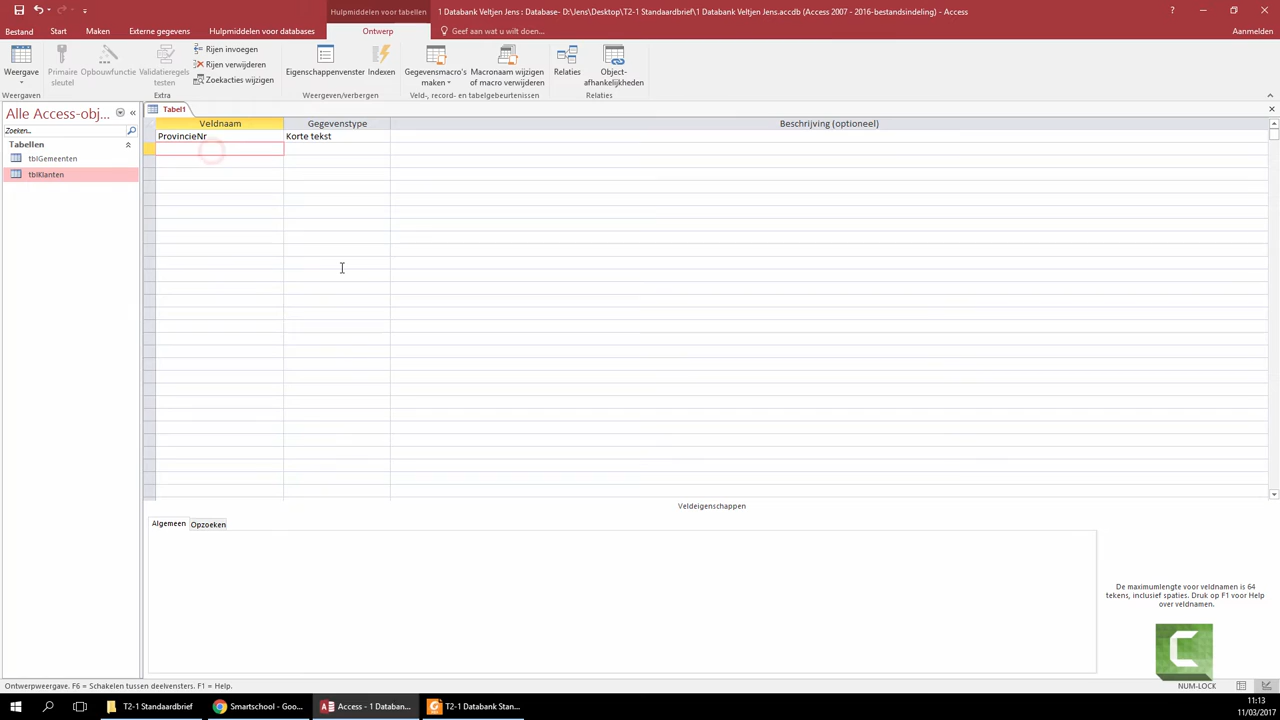 Hulpmiddelen voor tabellen
1 Databank Veltjen Jens : Database- D:\Jens\Desktop\T2-1 Standaardbrief\1 Databank Veltjen Jens.accdb (Access 2007 - 2016-bestandsindeling) - Access
?
Bestand
Start
Maken
Externe gegevens
Hulpmiddelen voor databases
Ontwerp
Geef aan wat u wilt doen...
Aanmelden
Weergave
Primaire sleutel
Opbouwfunctie
Validatieregels testen
Rijen invoegen
Rijen verwijderen
Zoekacties wijzigen
Eigenschappenvenster
Indexen
Gegevensmacro's maken
Macronaam wijzigen of macro verwijderen
Relaties
Object-afhankelijkheden
Weergaven
Extra
Weergeven/verbergen
Veld-, record- en tabelgebeurtenissen
Relaties
Alle Access-obj...
Zoeken...
Tabellen
tblGemeenten
tblKlanten
Tabel1
Veldnaam
Gegevenstype
Beschrijving (optioneel)
ProvincieNr
Korte tekst
Veldeigenschappen
Algemeen
Opzoeken
De maximumlengte voor veldnamen is 64
tekens, inclusief spaties. Druk op F1 voor Help
over veldnamen.
Ontwerpweergave. F6 = Schakelen tussen deelvensters. F1 = Help.
NUM-LOCK
T2-1 Standaardbrief
Smartschool - Goo...
Access - 1 Databan...
T2-1 Databank Stan...
11:13
11/03/2017